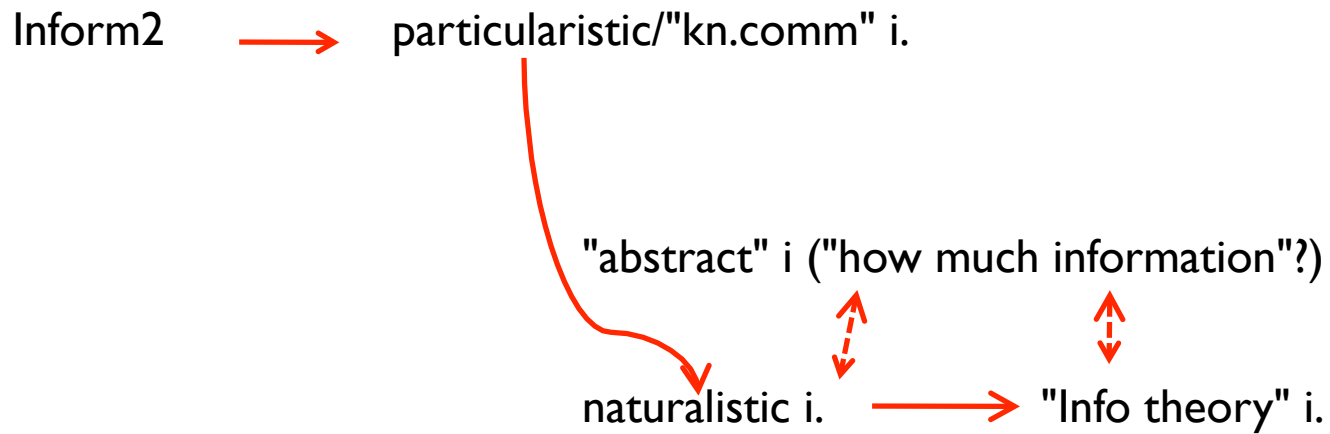 Inform2 particularistic/"kn.comm" i.
"abstract" i ("how much information"?)
naturalistic i. "Info theory" i.